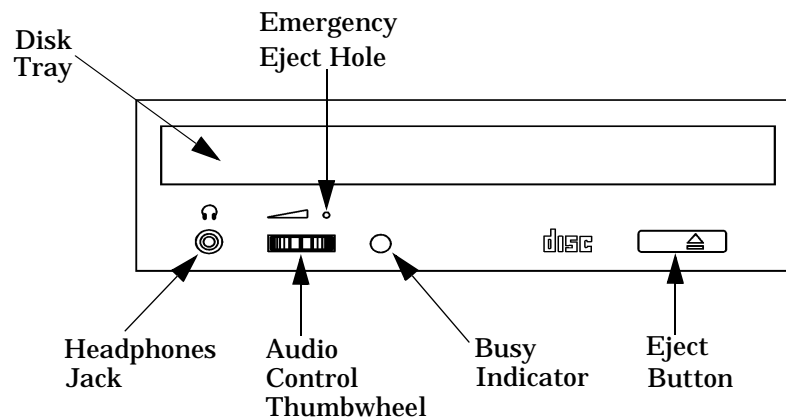 Emergency
Eject Hole
Disk
Tray
disc
Headphones
Jack
Audio
Control
Thumbwheel
Busy
Indicator
Eject
Button